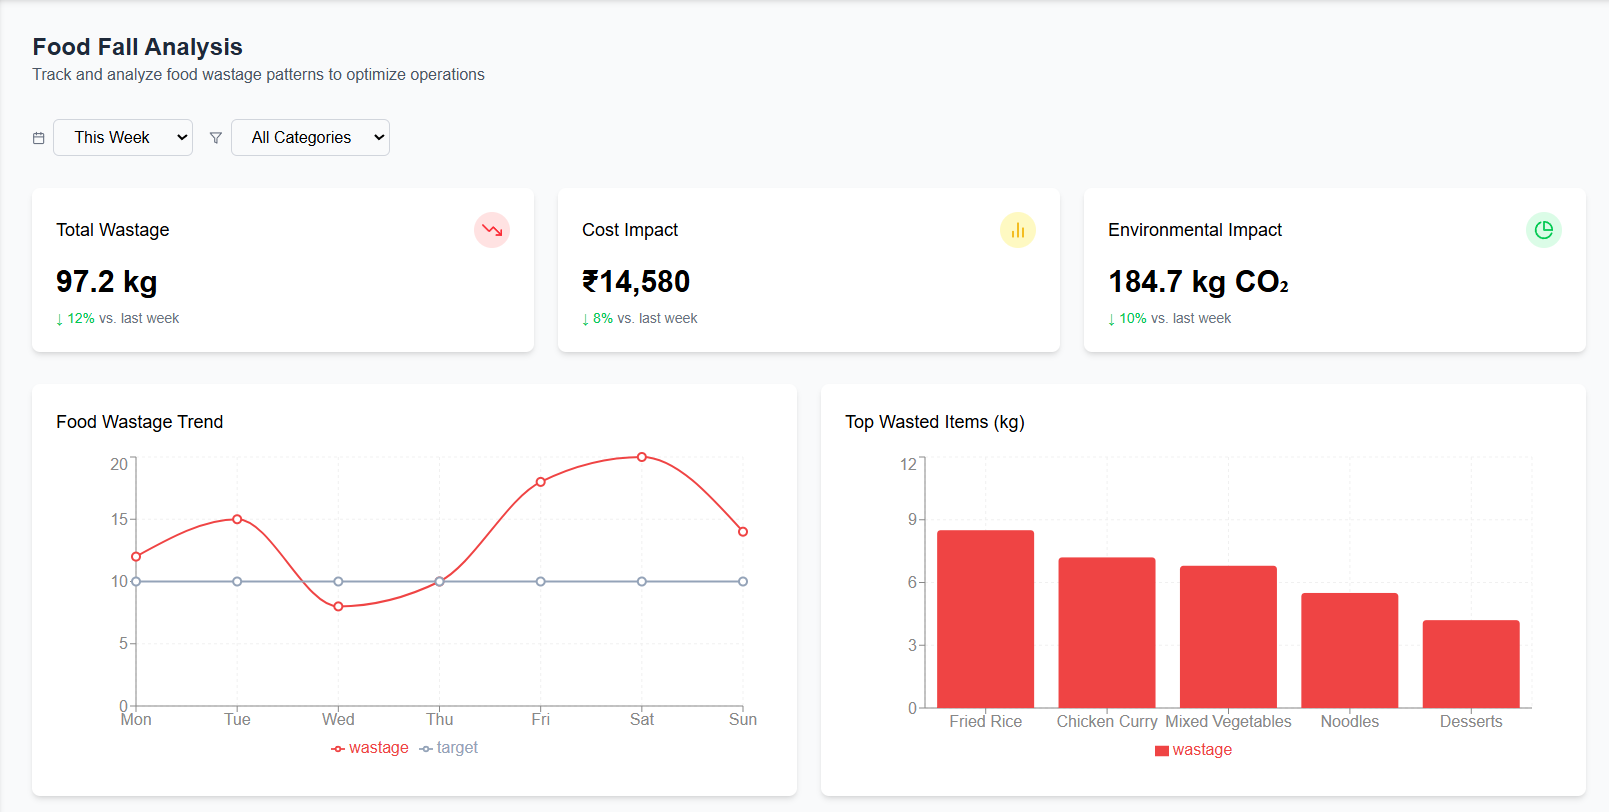 Food Fall Analysis
Track and analyze food wastage patterns to optimize operations
This Week
All Categories
Total Wastage
97.2 kg
↓ 12% vs. last week
Cost Impact
₹14,580
↓ 8% vs. last week
Environmental Impact
184.7 kg CO₂
↓ 10% vs. last week
Food Wastage Trend
20
15
10
5
0
Mon Tue Wed Thu Fri Sat Sun
wastage target
Top Wasted Items (kg)
12
9
6
3
0
Fried Rice Chicken Curry Mixed Vegetables Noodles Desserts
wastage